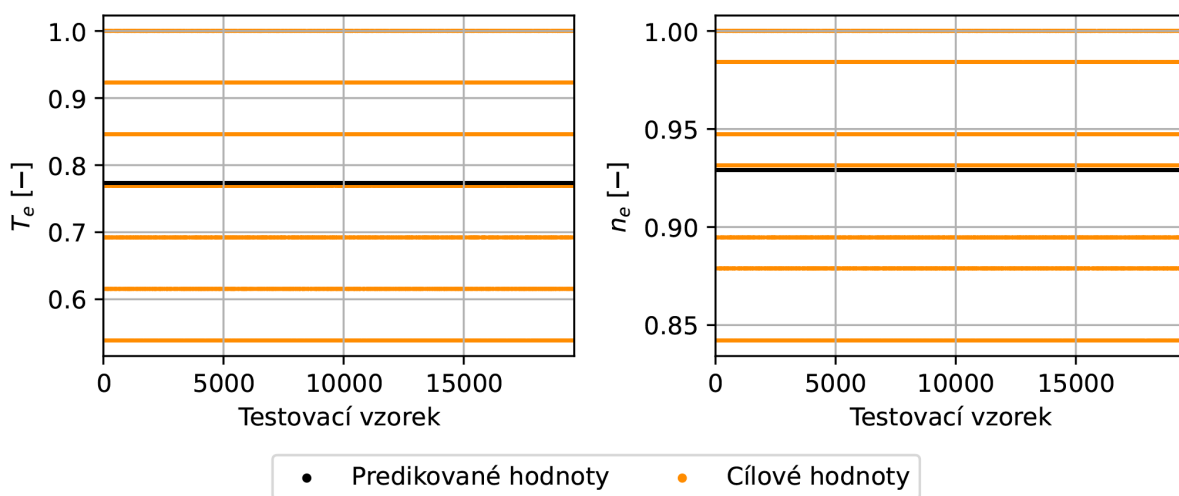 1.0
0.9
0.8
0.7
0.6
T_e [−]
0 5000 10000 15000
Testovací vzorek
1.00
0.95
0.90
0.85
n_e [−]
0 5000 10000 15000
Testovací vzorek
Predikované hodnoty
Cílové hodnoty